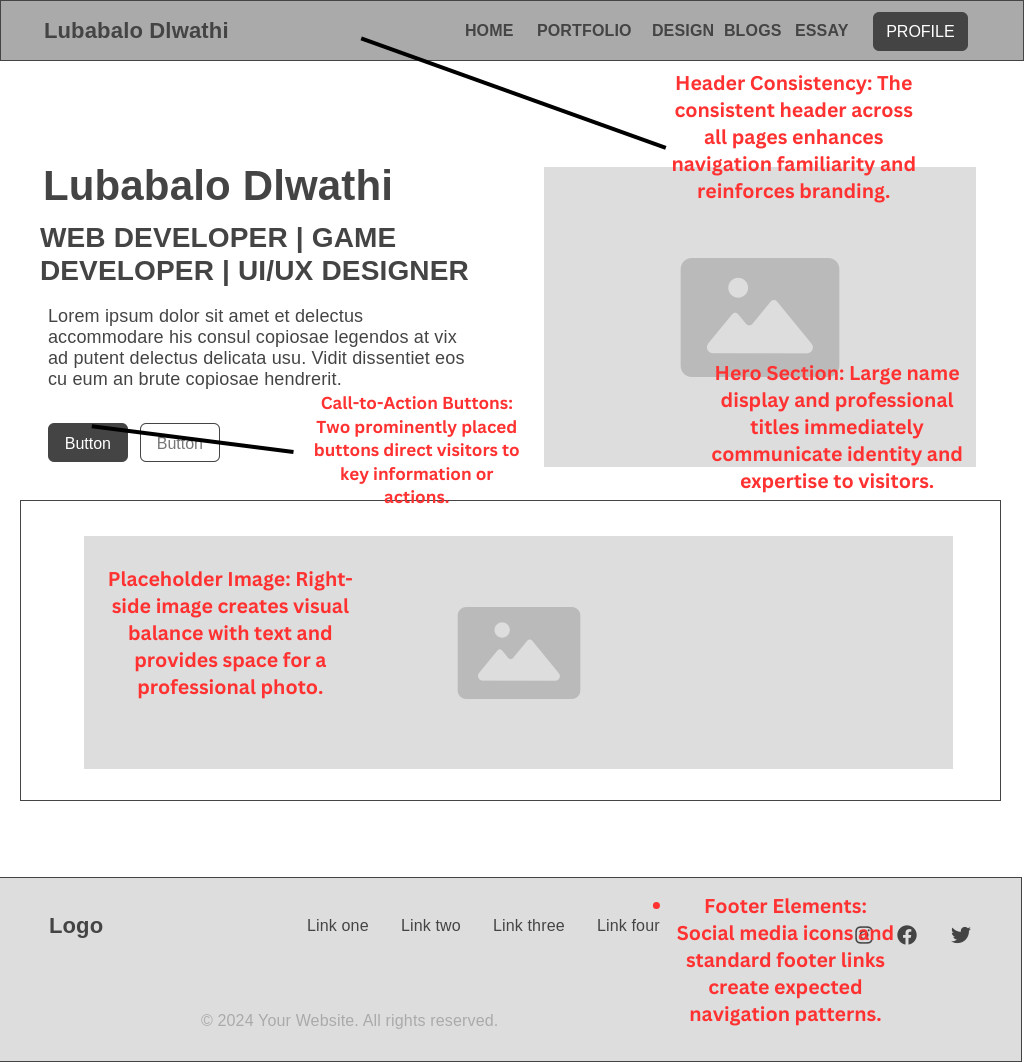 Lubabalo Dlwathi
HOME PORTFOLIO DESIGN BLOGS ESSAY PROFILE
Header Consistency: The
consistent header across
all pages enhances
navigation familiarity and
reinforces branding.
Lubabalo Dlwathi
WEB DEVELOPER | GAME
DEVELOPER | UI/UX DESIGNER
Lorem ipsum dolor sit amet et delectus
accommodare his consul copiosae legendos at vix
ad putent delectus delicata usu. Vidit dissentiet eos
cu eum an brute copiosae hendrerit.
Button Button
Call-to-Action Buttons:
Two prominently placed
buttons direct visitors to
key information or
actions.
Hero Section: Large name
display and professional
titles immediately
communicate identity and
expertise to visitors.
Placeholder Image: Right-
side image creates visual
balance with text and
provides space for a
professional photo.
Logo
Link one Link two Link three Link four
Footer Elements:
Social media icons and
standard footer links
create expected
navigation patterns.
© 2024 Your Website. All rights reserved.